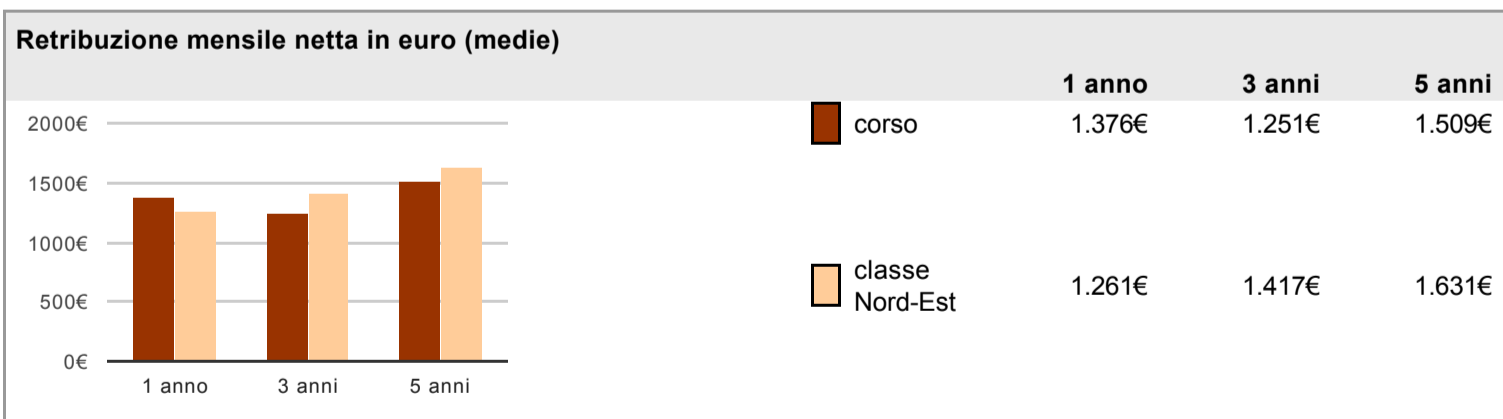 Retribuzione mensile netta in euro (medie)
1 anno 3 anni 5 anni
2000€
1500€
1000€
500€
0€
1 anno 3 anni 5 anni
corso 1.376€ 1.251€ 1.509€
classe
Nord-Est 1.261€ 1.417€ 1.631€